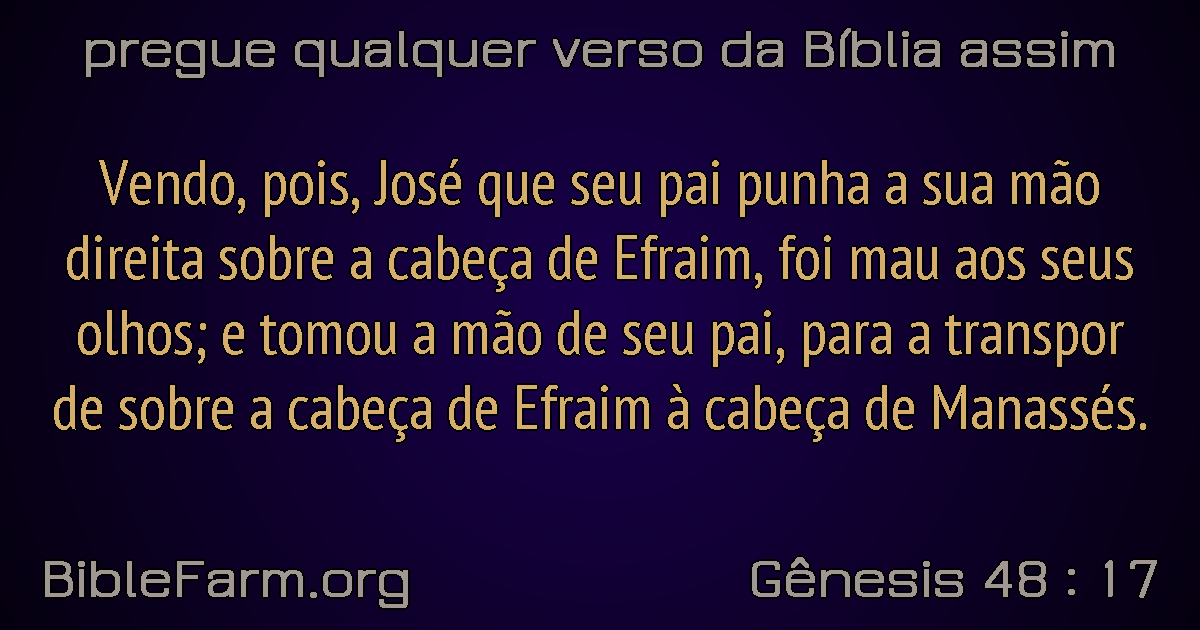 pregue qualquer verso da Bíblia assim
Vendo, pois, José que seu pai punha a sua mão
direita sobre a cabeça de Efraim, foi mau aos seus
olhos; e tomou a mão de seu pai, para a transpor
de sobre a cabeça de Efraim à cabeça de Manassés.
BibleFarm.org
Gênesis 48 : 17